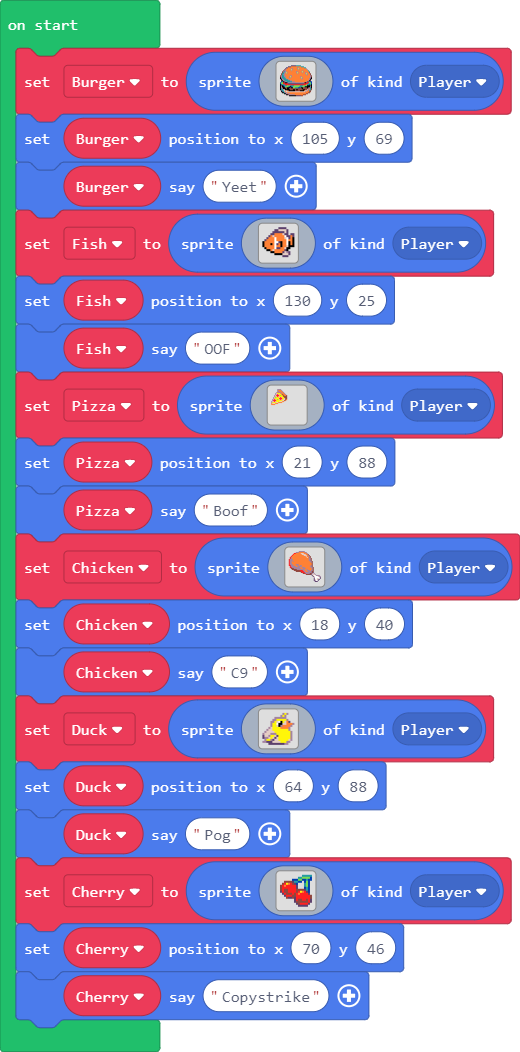 on start
set Burger to sprite of kind Player
set Burger position to x 105 y 69
Burger say "Yeet"
set Fish to sprite of kind Player
set Fish position to x 130 y 25
Fish say "OOF"
set Pizza to sprite of kind Player
set Pizza position to x 21 y 88
Pizza say "Boof"
set Chicken to sprite of kind Player
set Chicken position to x 18 y 40
Chicken say "C9"
set Duck to sprite of kind Player
set Duck position to x 64 y 88
Duck say "Pog"
set Cherry to sprite of kind Player
set Cherry position to x 70 y 46
Cherry say "Copystrike"